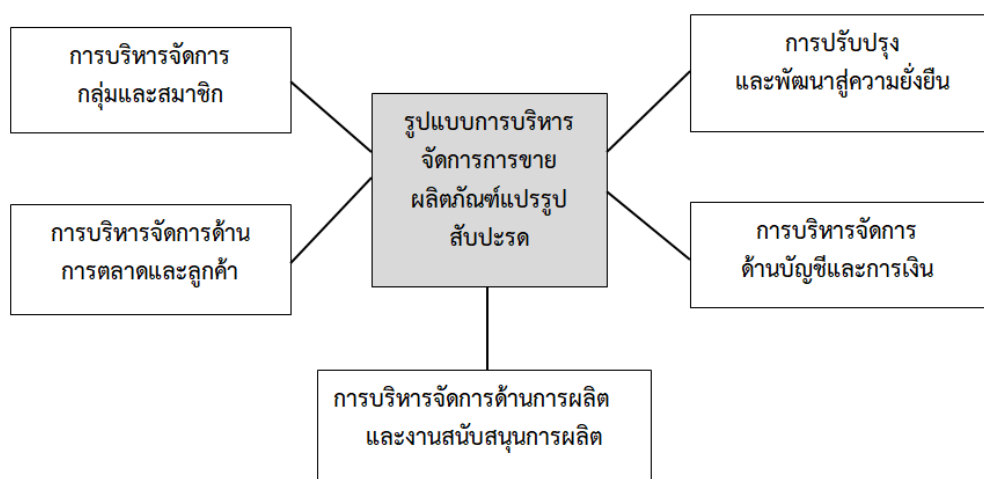 การบริหารจัดการ
กลุ่มและสมาชิก
การปรับปรุง
และพัฒนาสู่ความยั่งยืน
รูปแบบการบริหาร
จัดการการขาย
ผลิตภัณฑ์แปรรูป
สับปะรด
การบริหารจัดการด้าน
การตลาดและลูกค้า
การบริหารจัดการ
ด้านบัญชีและการเงิน
การบริหารจัดการด้านการผลิต
และงานสนับสนุนการผลิต